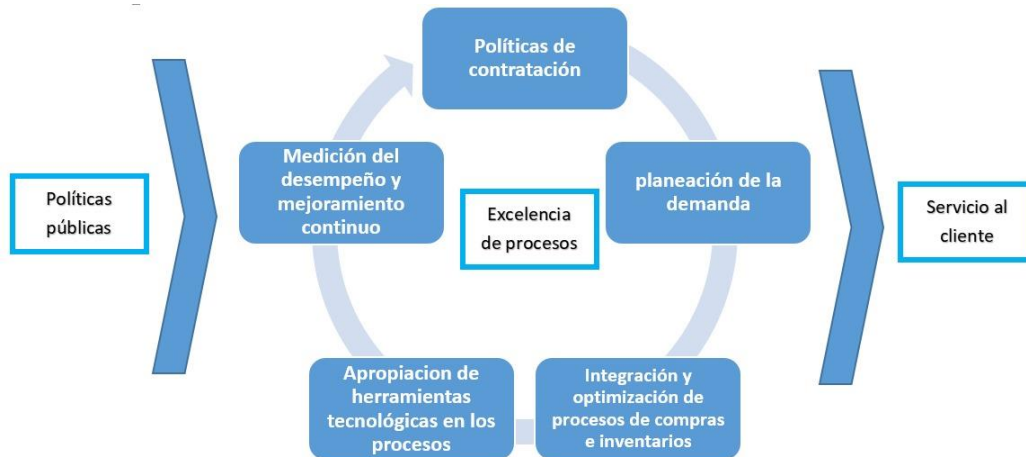 Políticas de
contratación
Medición del
desempeño y
mejoramiento
continuo
planeación de la
demanda
Políticas
públicas
Excelencia
de procesos
Servicio al
cliente
Apropiacion de
herramientas
tecnológicas en los
procesos
Integración y
optimización de
procesos de compras
e inventarios